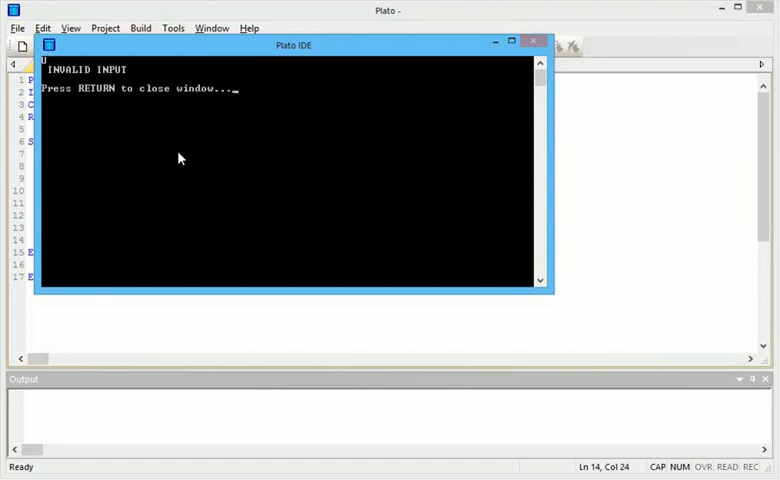 Plato -
File Edit View Project Build Tools Window Help
Plato IDE
U
INVALID INPUT
Press RETURN to close window..._
1 P
2 I
3 C
4 R
5
6 S
7
8
9
10
11
12
13
14
15 E
16
17 E
Output
Ready Ln 14, Col 24 CAP NUM OVR READ REC